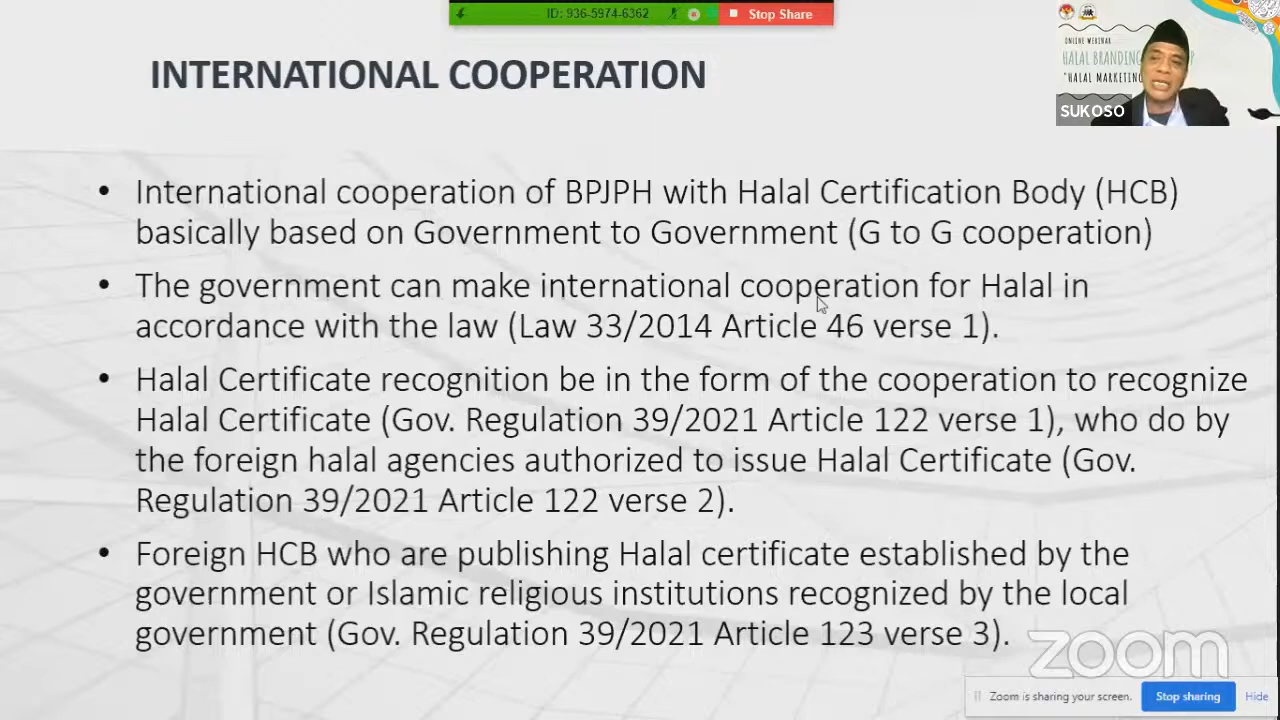 ID: 936-5974-6362
Stop Share
INTERNATIONAL COOPERATION
ONLINE WEBINAR
HALAL BRANDING
"HALAL MARKETING
SUKOSO
• International cooperation of BPJPH with Halal Certification Body (HCB)
basically based on Government to Government (G to G cooperation)
• The government can make international cooperation for Halal in
accordance with the law (Law 33/2014 Article 46 verse 1).
• Halal Certificate recognition be in the form of the cooperation to recognize
Halal Certificate (Gov. Regulation 39/2021 Article 122 verse 1), who do by
the foreign halal agencies authorized to issue Halal Certificate (Gov.
Regulation 39/2021 Article 122 verse 2).
• Foreign HCB who are publishing Halal certificate established by the
government or Islamic religious institutions recognized by the local
government (Gov. Regulation 39/2021 Article 123 verse 3).
zoom
Zoom is sharing your screen.
Stop sharing
Hide